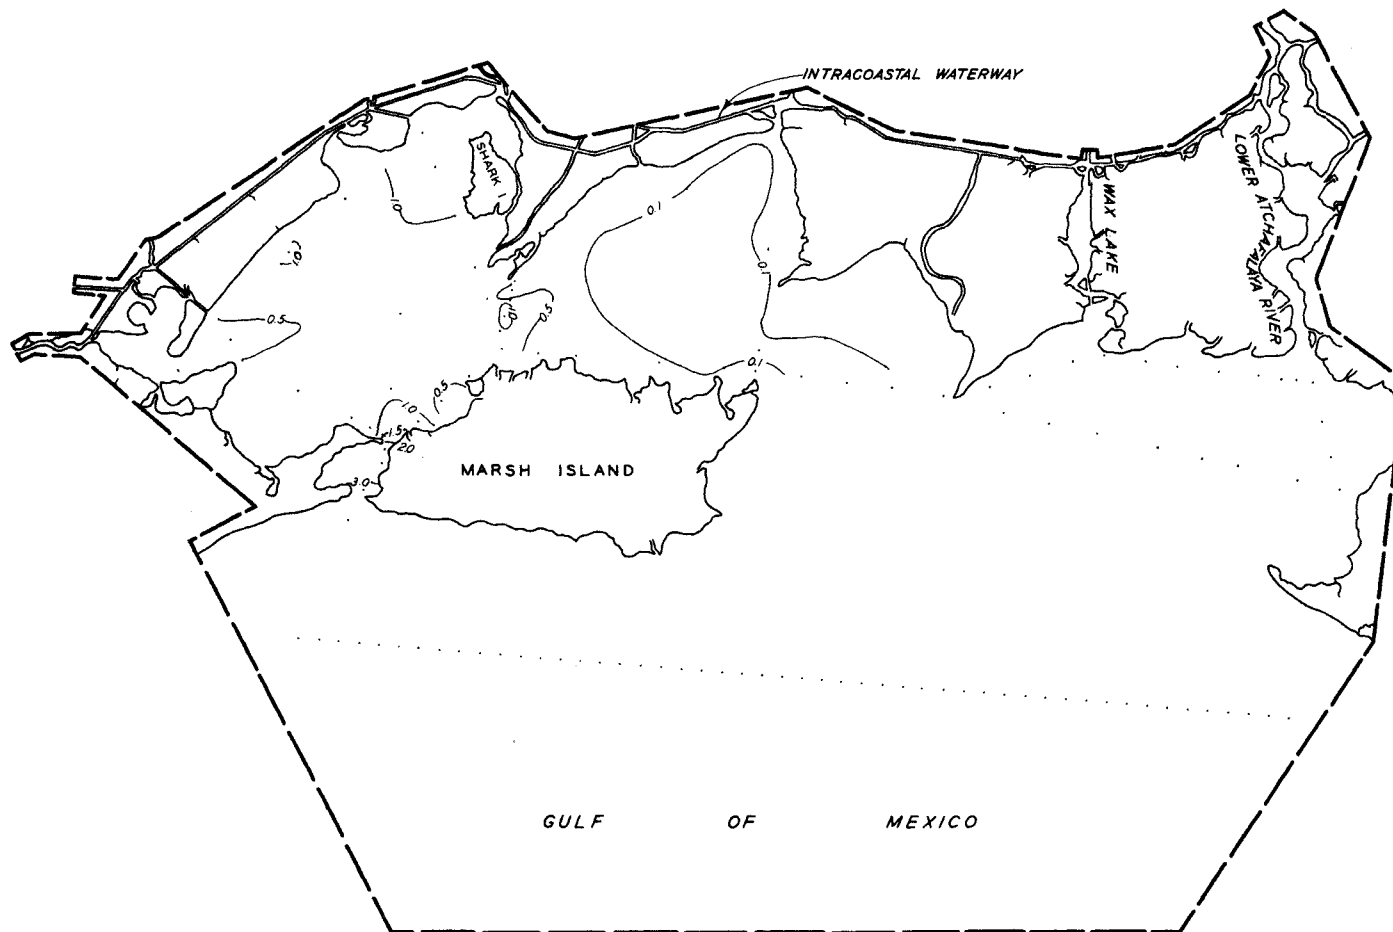 INTRACOASTAL WATERWAY
SHARK I.
LOWER ATCHAFALAYA RIVER
WAX LAKE
1.0
0.1
1.0
0.1
0.5
1.0
0.5
0.1
0.5
1.0
1.5
2.0
MARSH ISLAND
3.0
GULF OF MEXICO